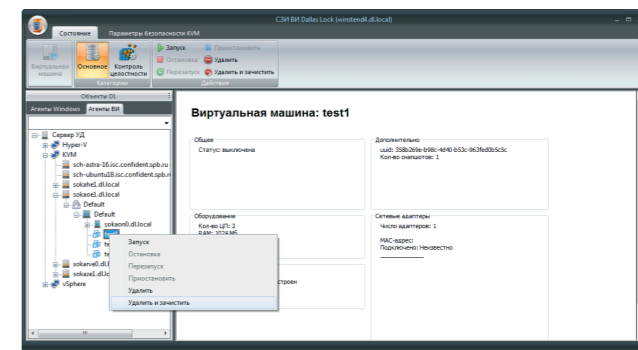 СЗИ ВИ Dallas Lock (winstend4.dl.local)
Состояние Параметры безопасности KVM
Виртуальная машина
Основное
Контроль целостности
Запуск
Остановка
Перезапуск
Приостановить
Удалить
Удалить и зачистить
Категории
Действия
Объекты DL
Агенты Windows Агенты ВИ
Сервер УД
Hyper-V
KVM
sch-astra-16.isc.confident.spb.ru
sch-ubuntu18.isc.confident.spb.ru
sokahe1.dl.local
sokaoe1.dl.local
Default
Default
sokaon0.dl.local
sokarve0.dl.l
sokaze1.dl.lo
vSphere
Запуск
Остановка
Перезапуск
Приостановить
Удалить
Удалить и зачистить
Виртуальная машина: test1
Общее
Статус: выключена
Дополнительно
uuid: 358b269e-b98c-4d40-b53c-963fed0b5c5c
Кол-во снапшотов: 1
Оборудование
Кол-во ЦП: 2
RAM: 1024 Мб
строен
Сетевые адаптеры
Число адаптеров: 1
MAC-адрес:
Подключено: Неизвестно